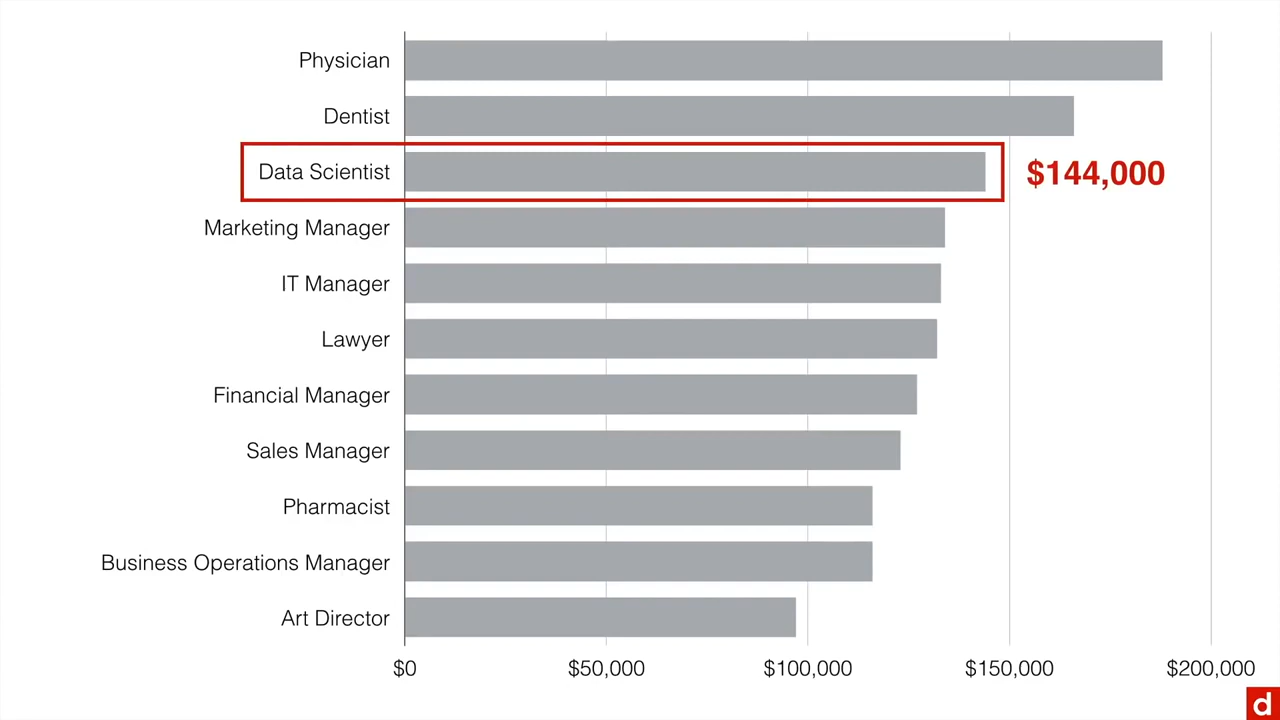 Physician
Dentist
Data Scientist
$144,000
Marketing Manager
IT Manager
Lawyer
Financial Manager
Sales Manager
Pharmacist
Business Operations Manager
Art Director
$0 $50,000 $100,000 $150,000 $200,000
d